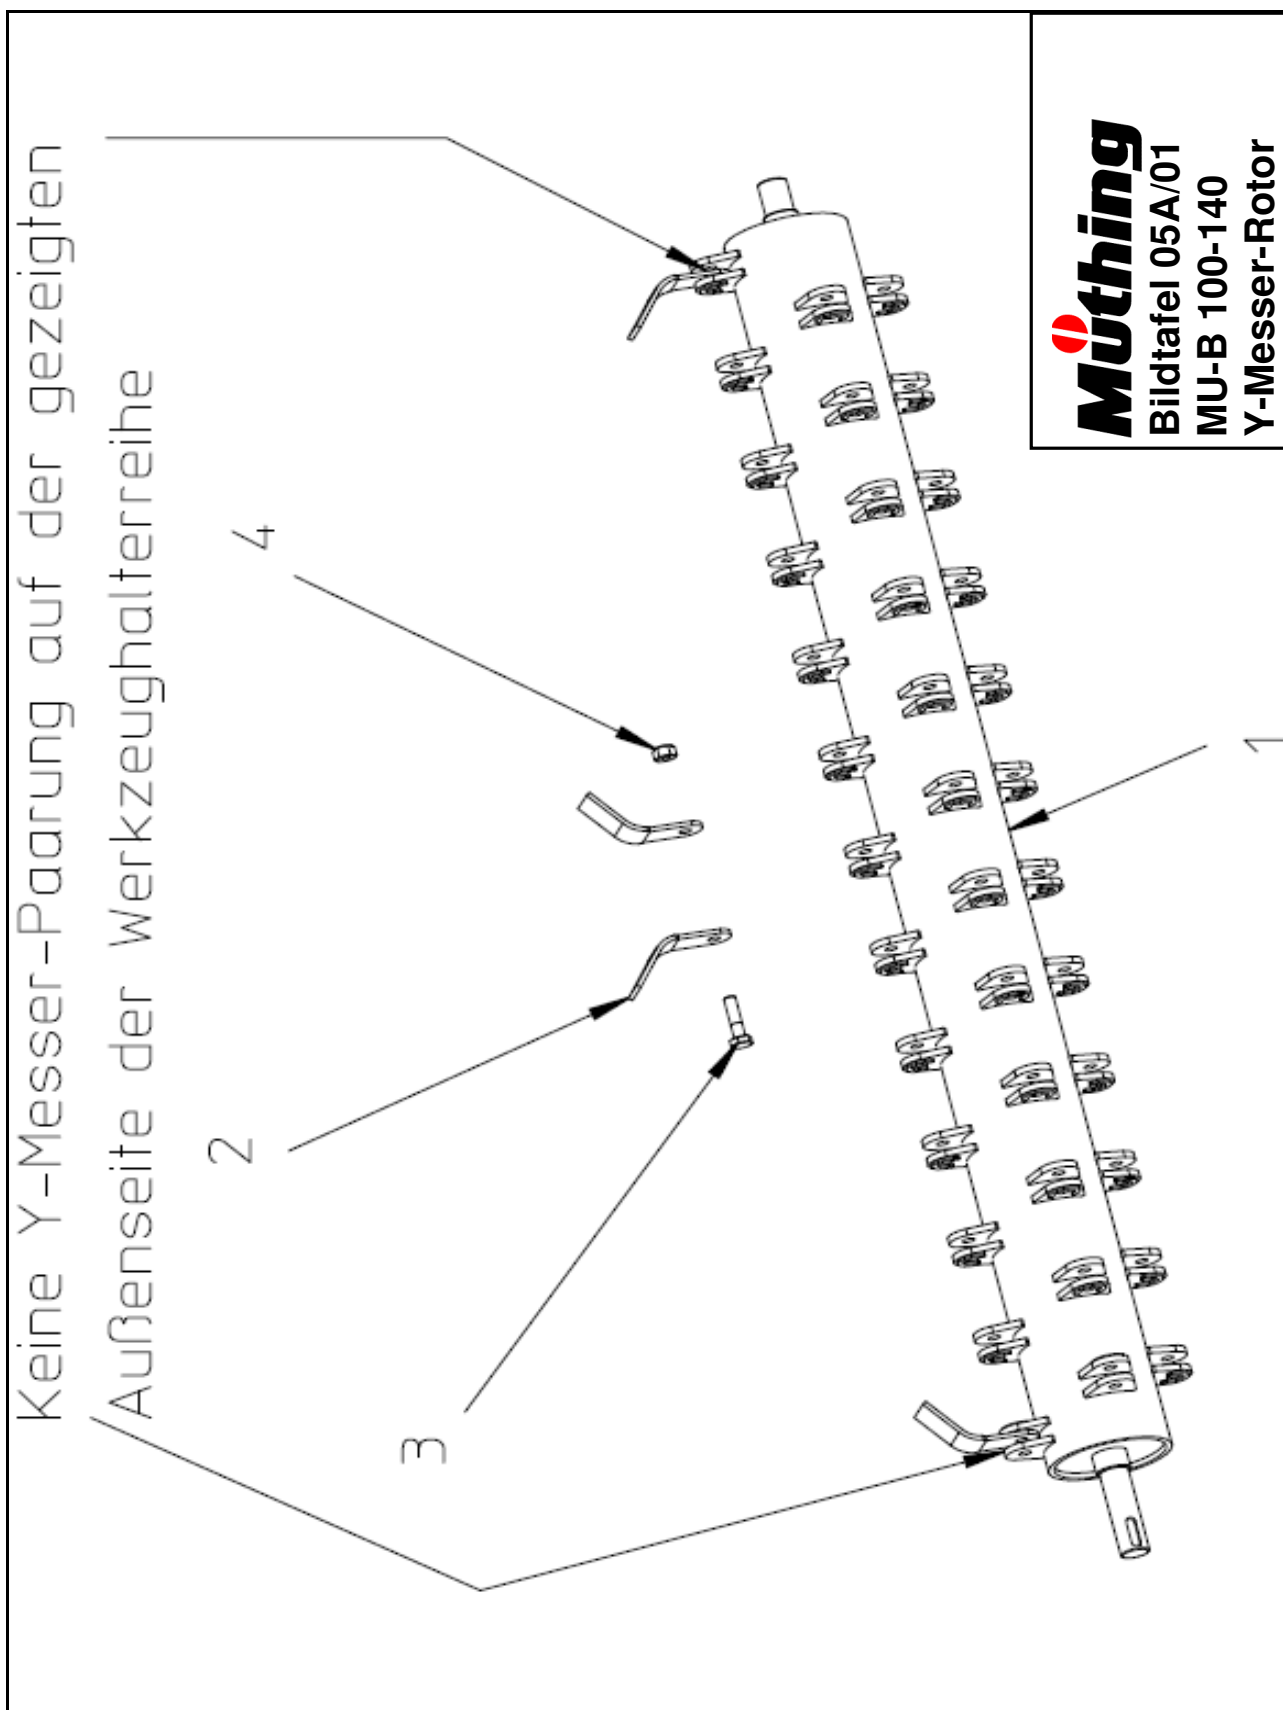 Keine Y-Messer-Paarung auf der gezeigten
Außenseite der Werkzeughalterreihe
4
2
3
1
Müthing
Bildtafel 05A/01
MU-B 100-140
Y-Messer-Rotor